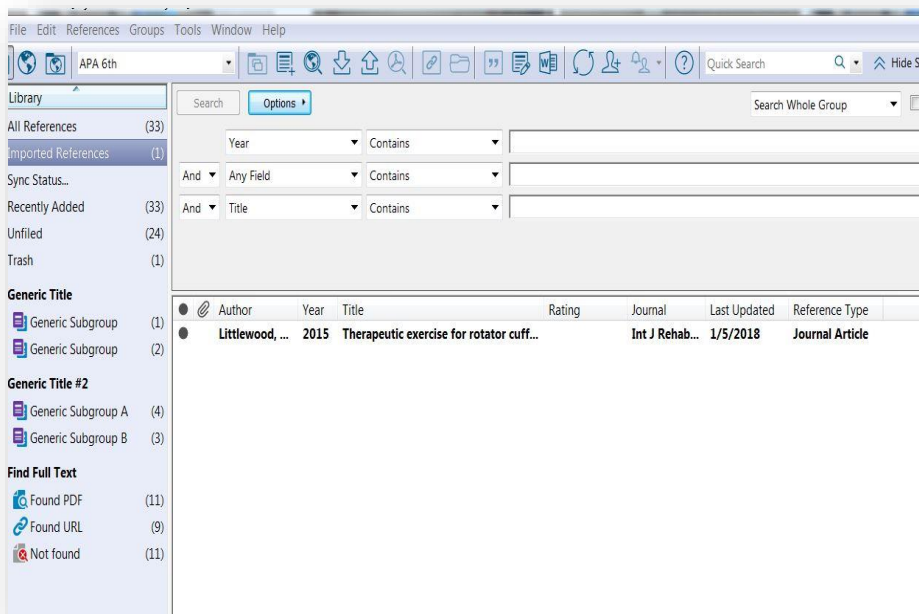 File Edit References Groups Tools Window Help
APA 6th Quick Search Hide S
Library Search Options Search Whole Group
All References (33)
Imported References (1)
Sync Status...
Recently Added (33)
Unfiled (24)
Trash (1)
Year Contains
And Any Field Contains
And Title Contains
Generic Title
Generic Subgroup (1)
Generic Subgroup (2)
Generic Title #2
Generic Subgroup A (4)
Generic Subgroup B (3)
Find Full Text
Found PDF (11)
Found URL (9)
Not found (11)
Author Year Title Rating Journal Last Updated Reference Type
Littlewood, ... 2015 Therapeutic exercise for rotator cuff... Int J Rehab... 1/5/2018 Journal Article